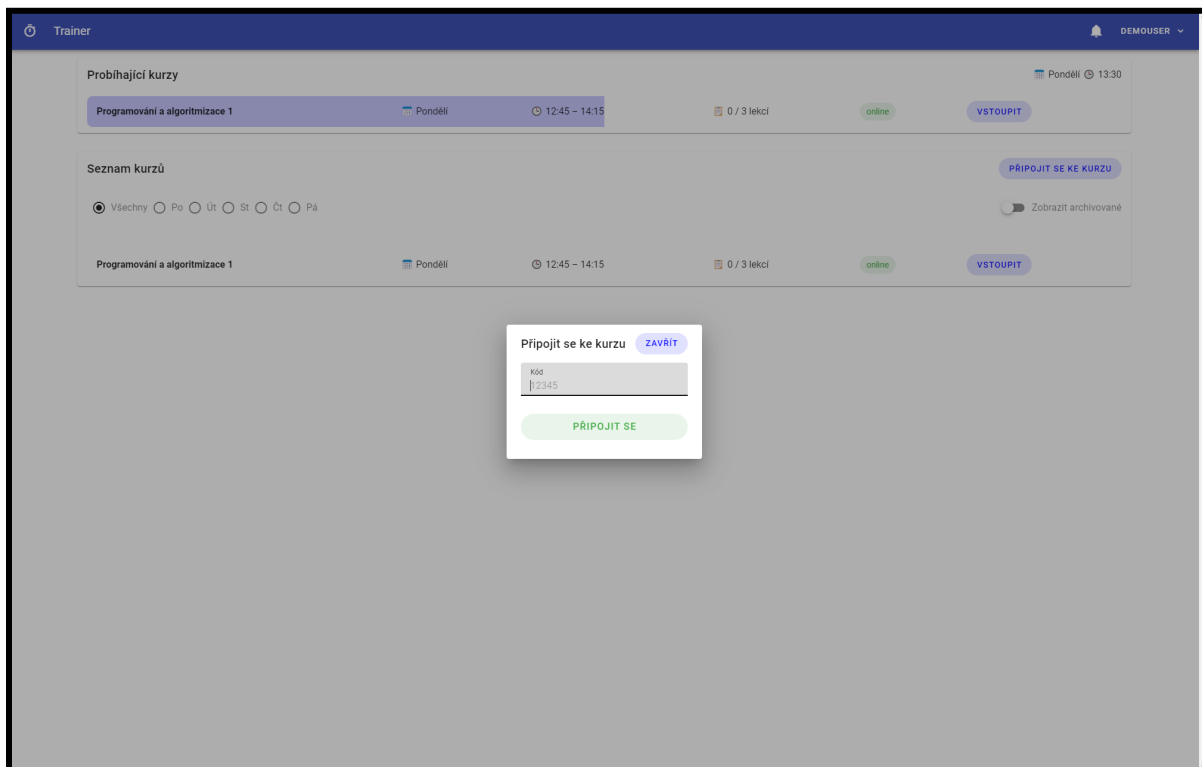 Trainer DEMOUSER
Probíhající kurzy Pondělí 13:30
Programování a algoritmizace 1 Pondělí 12:45 – 14:15 0 / 3 lekcí online VSTOUPIT
Seznam kurzů PŘIPOJIT SE KE KURZU
Všechny Po Út St Čt Pá Zobrazit archivované
Programování a algoritmizace 1 Pondělí 12:45 – 14:15 0 / 3 lekcí online VSTOUPIT
Připojit se ke kurzu ZAVŘÍT
Kód
12345
PŘIPOJIT SE